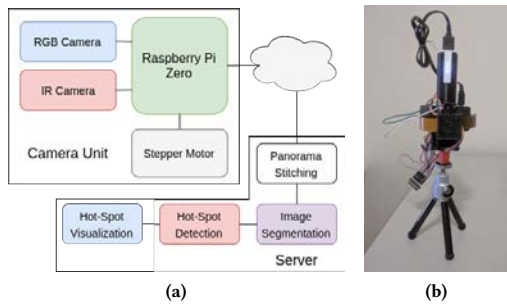 RGB Camera
IR Camera
Raspberry Pi
Zero
Camera Unit
Stepper Motor
Panorama
Stitching
Hot-Spot
Visualization
Hot-Spot
Detection
Image
Segmentation
Server
(a)
(b)